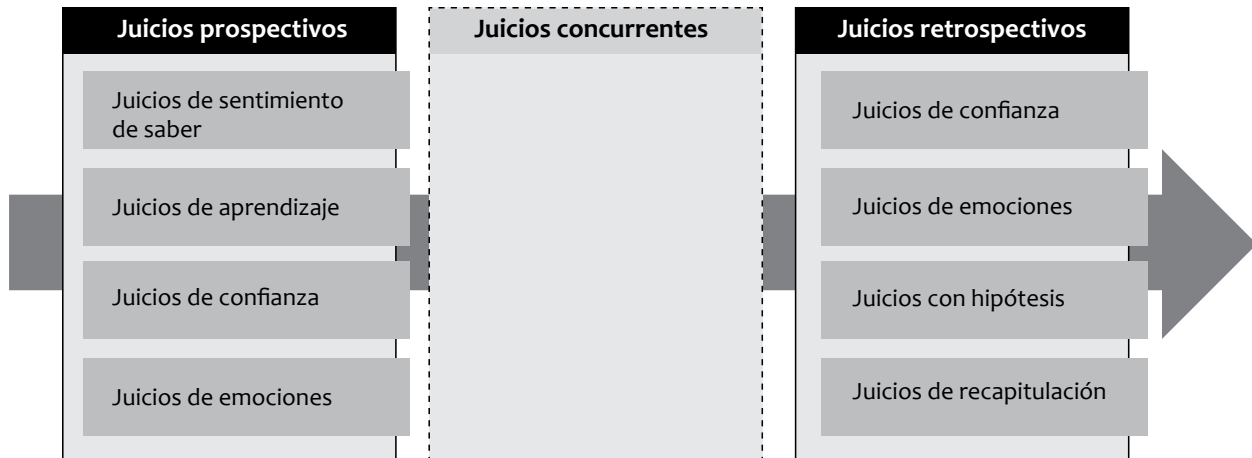 Juicios prospectivos
Juicios de sentimiento
de saber
Juicios de aprendizaje
Juicios de confianza
Juicios de emociones
Juicios concurrentes
Juicios retrospectivos
Juicios de confianza
Juicios de emociones
Juicios con hipótesis
Juicios de recapitulación